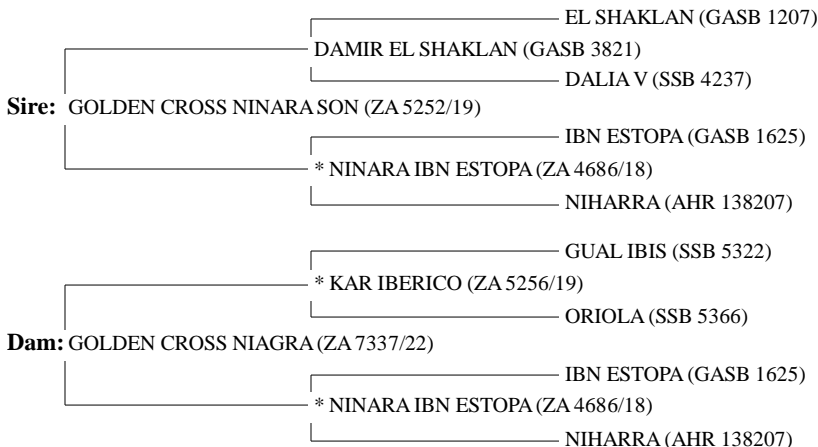 EL SHAKLAN (GASB 1207)
DAMIR EL SHAKLAN (GASB 3821)
DALIA V (SSB 4237)
Sire: GOLDEN CROSS NINARA SON (ZA 5252/19)
IBN ESTOPA (GASB 1625)
* NINARA IBN ESTOPA (ZA 4686/18)
NIHARRA (AHR 138207)
GUAL IBIS (SSB 5322)
* KAR IBERICO (ZA 5256/19)
ORIOLA (SSB 5366)
Dam: GOLDEN CROSS NIAGRA (ZA 7337/22)
IBN ESTOPA (GASB 1625)
* NINARA IBN ESTOPA (ZA 4686/18)
NIHARRA (AHR 138207)